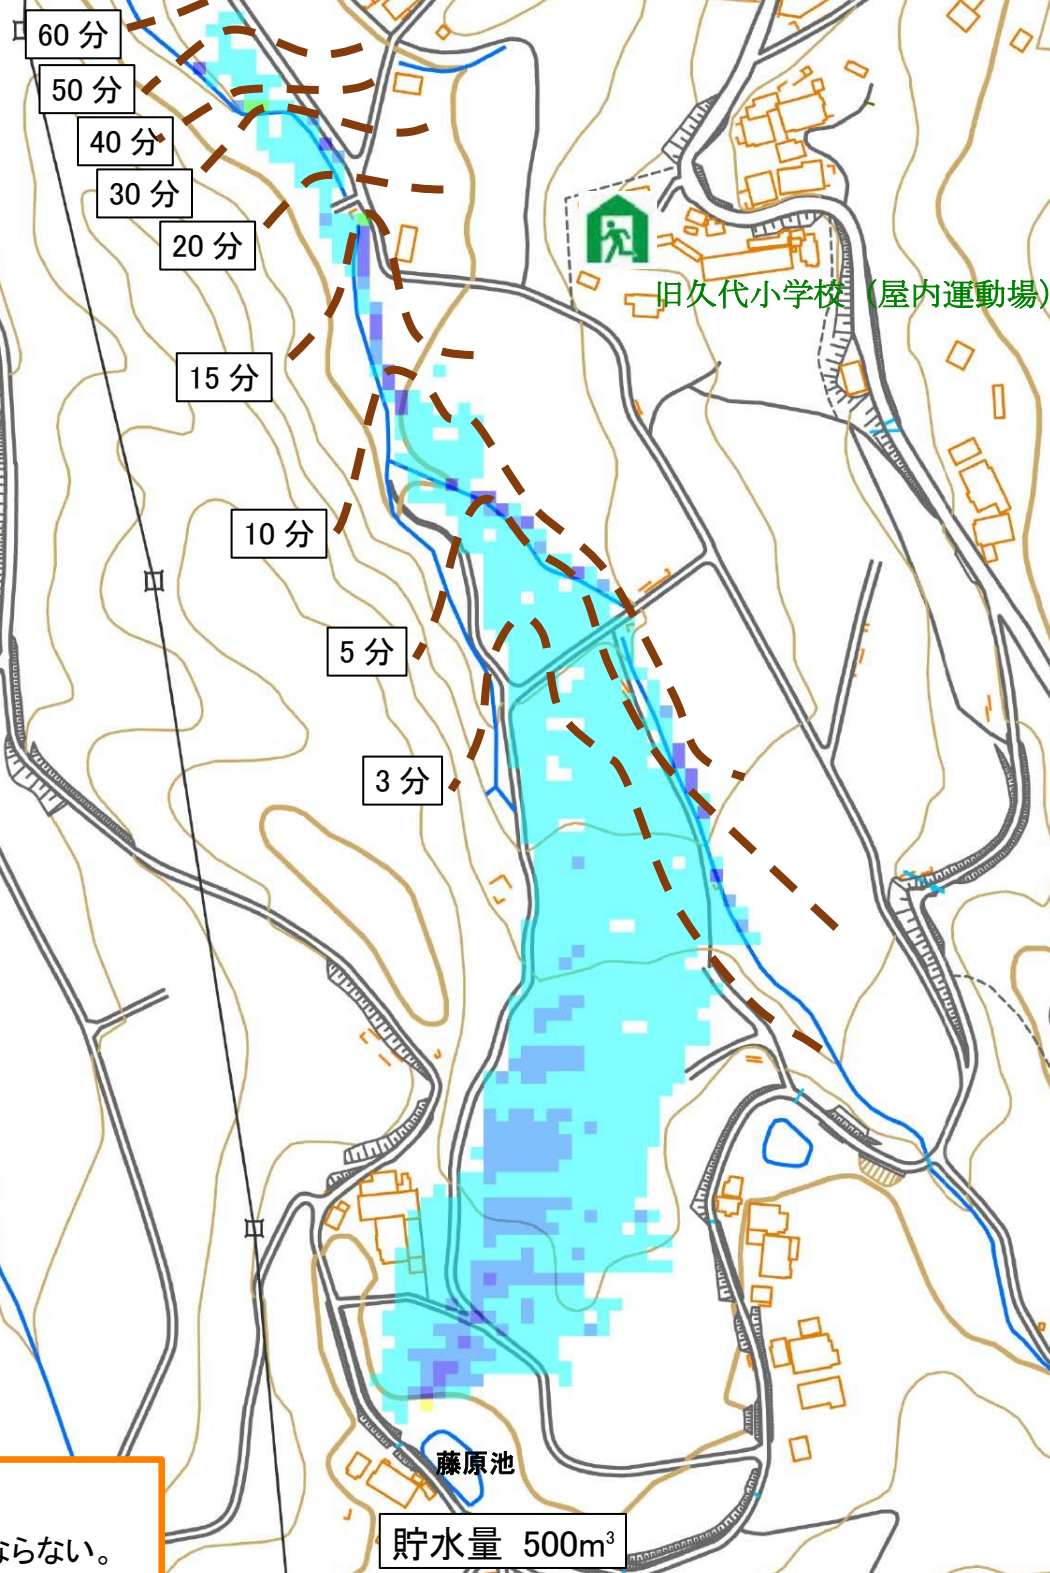 60 分
50 分
40 分
30 分
20 分
旧久代小学校（屋内運動場）
15 分
10 分
5 分
3 分
藤原池
貯水量 500m³
ならない。